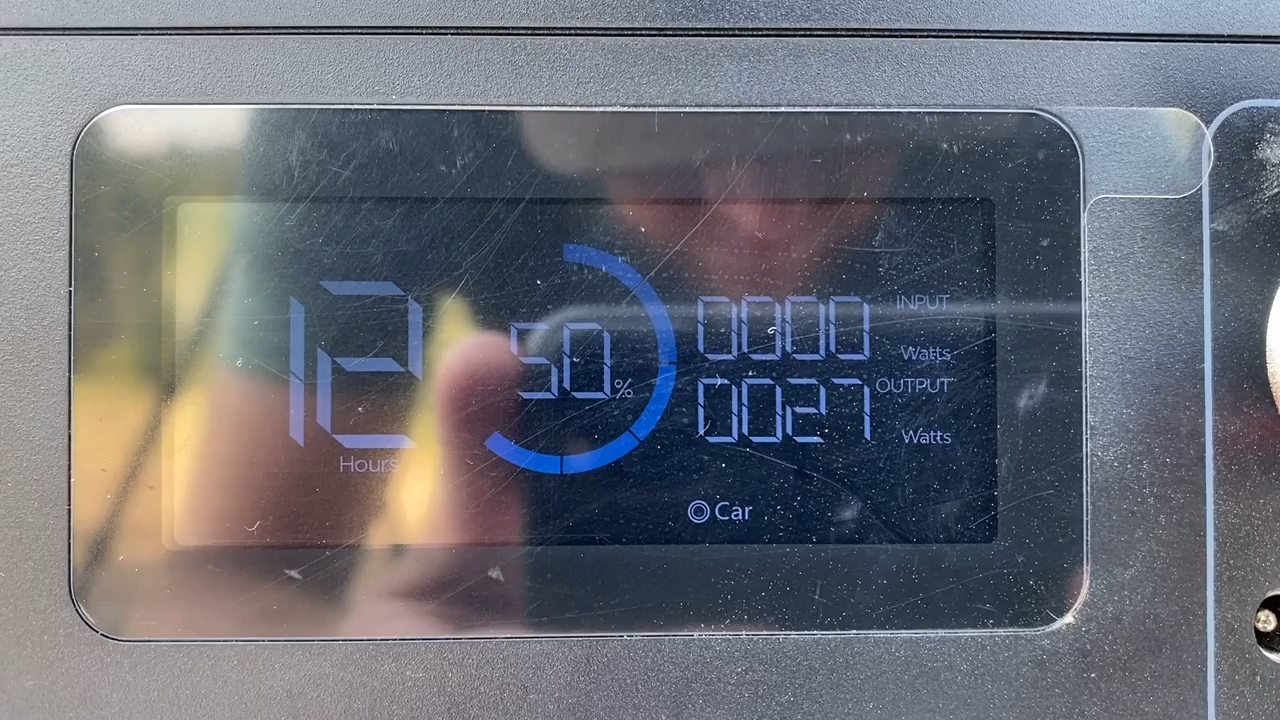 12
Hours
50%
0000 INPUT
Watts
0027 OUTPUT
Watts
Car